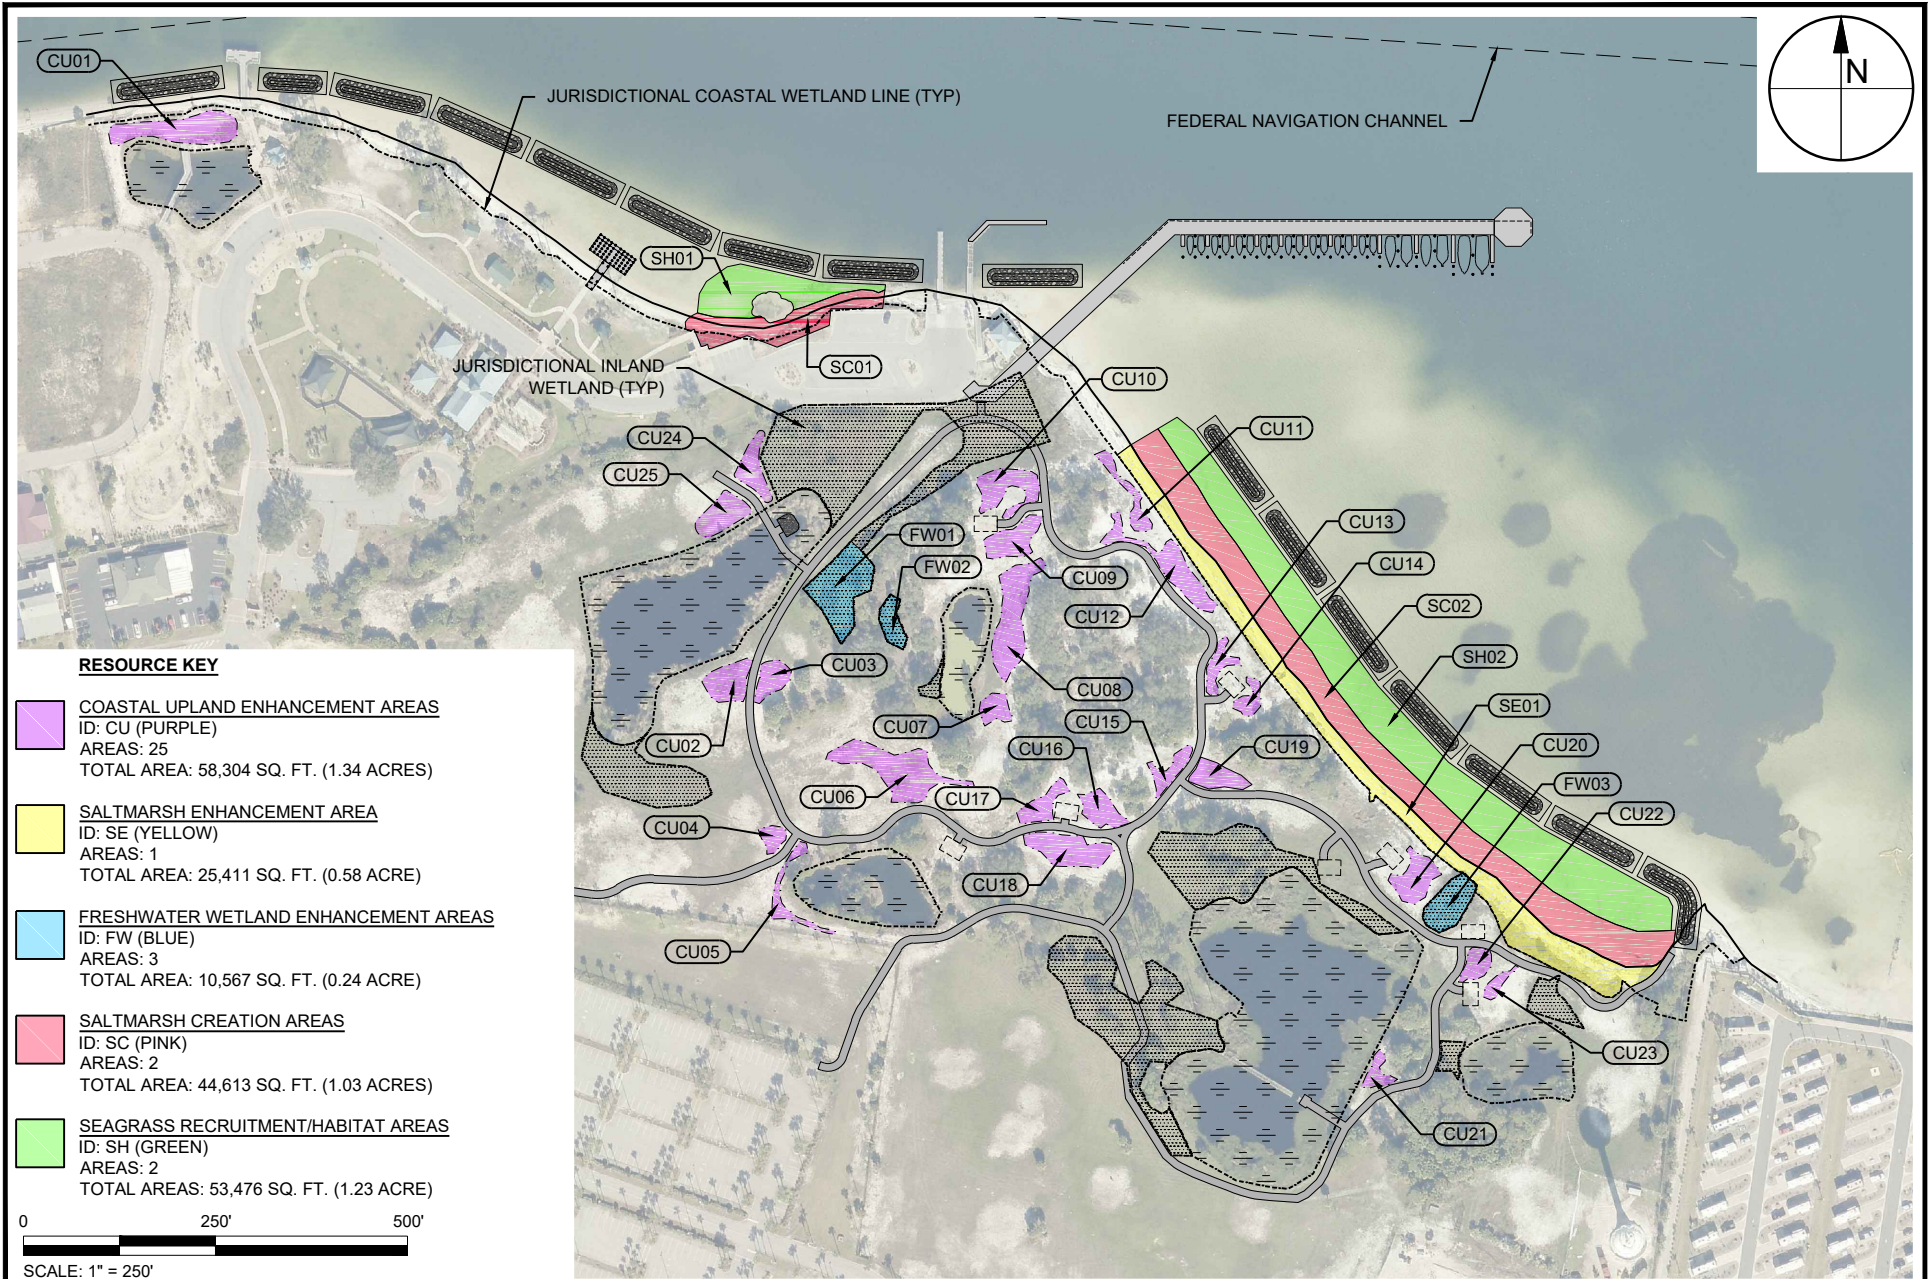 CU01
JURISDICTIONAL COASTAL WETLAND LINE (TYP)
FEDERAL NAVIGATION CHANNEL
N
SH01
SC01
JURISDICTIONAL INLAND
WETLAND (TYP)
CU10
CU24
CU11
CU25
CU13
FW01
CU14
FW02
CU09
SC02
CU12
SH02
CU03
CU08
SE01
CU07
CU15
CU02
CU16
CU19
CU20
FW03
CU06
CU17
CU22
CU04
CU18
CU05
CU23
CU21
RESOURCE KEY
COASTAL UPLAND ENHANCEMENT AREAS
ID: CU (PURPLE)
AREAS: 25
TOTAL AREA: 58,304 SQ. FT. (1.34 ACRES)
SALTMARSH ENHANCEMENT AREA
ID: SE (YELLOW)
AREAS: 1
TOTAL AREA: 25,411 SQ. FT. (0.58 ACRE)
FRESHWATER WETLAND ENHANCEMENT AREAS
ID: FW (BLUE)
AREAS: 3
TOTAL AREA: 10,567 SQ. FT. (0.24 ACRE)
SALTMARSH CREATION AREAS
ID: SC (PINK)
AREAS: 2
TOTAL AREA: 44,613 SQ. FT. (1.03 ACRES)
SEAGRASS RECRUITMENT/HABITAT AREAS
ID: SH (GREEN)
AREAS: 2
TOTAL AREAS: 53,476 SQ. FT. (1.23 ACRE)
0 250' 500'
SCALE: 1" = 250'